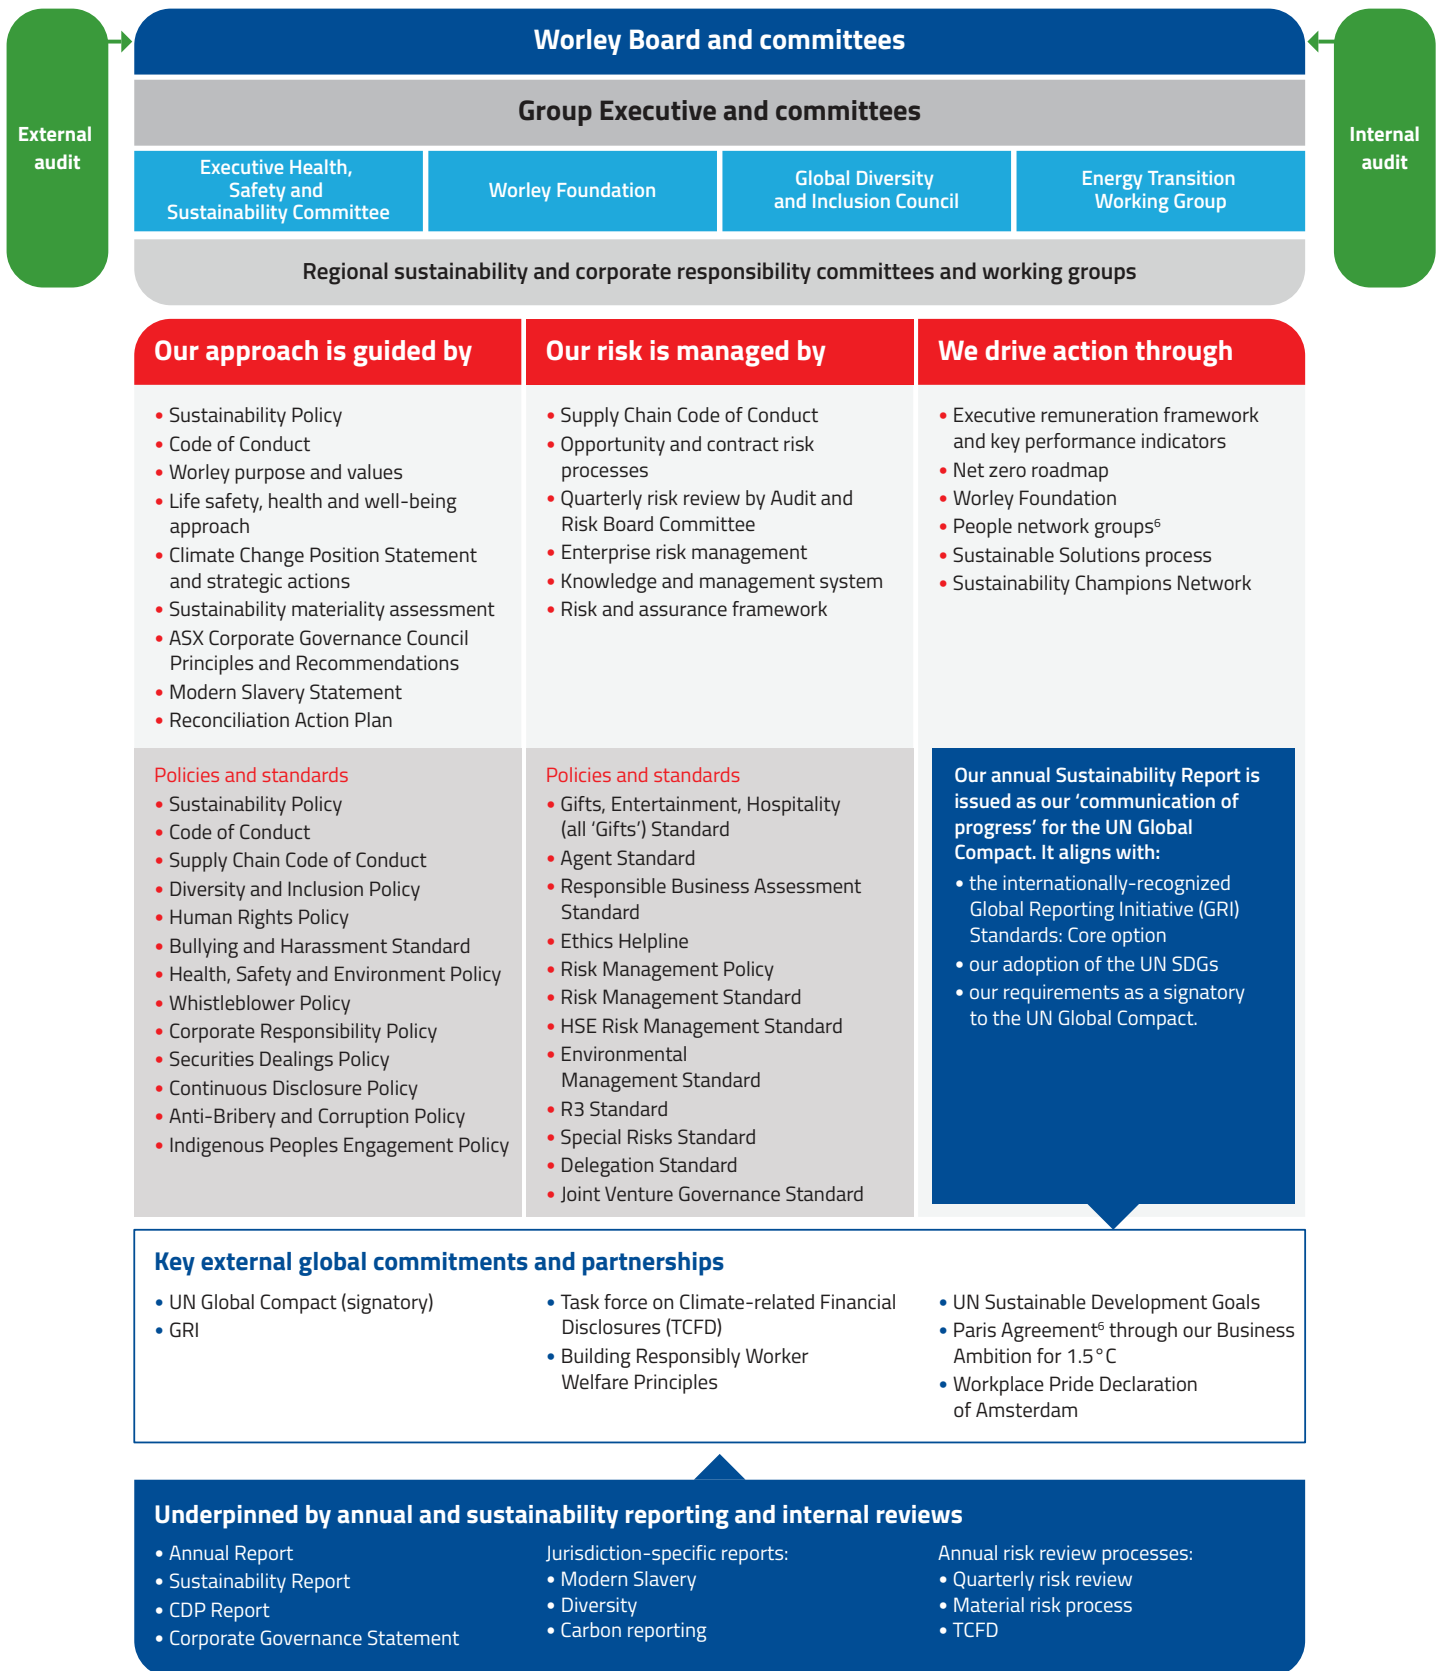 Worley Board and committees
External
audit
Internal
audit
Group Executive and committees
Executive Health,
Safety and
Sustainability Committee
Worley Foundation
Global Diversity
and Inclusion Council
Energy Transition
Working Group
Regional sustainability and corporate responsibility committees and working groups
Our approach is guided by
• Sustainability Policy
• Code of Conduct
• Worley purpose and values
• Life safety, health and well-being
approach
• Climate Change Position Statement
and strategic actions
• Sustainability materiality assessment
• ASX Corporate Governance Council
Principles and Recommendations
• Modern Slavery Statement
• Reconciliation Action Plan
Policies and standards
• Sustainability Policy
• Code of Conduct
• Supply Chain Code of Conduct
• Diversity and Inclusion Policy
• Human Rights Policy
• Bullying and Harassment Standard
• Health, Safety and Environment Policy
• Whistleblower Policy
• Corporate Responsibility Policy
• Securities Dealings Policy
• Continuous Disclosure Policy
• Anti-Bribery and Corruption Policy
• Indigenous Peoples Engagement Policy
Our risk is managed by
• Supply Chain Code of Conduct
• Opportunity and contract risk
processes
• Quarterly risk review by Audit and
Risk Board Committee
• Enterprise risk management
• Knowledge and management system
• Risk and assurance framework
Policies and standards
• Gifts, Entertainment, Hospitality
(all ‘Gifts’) Standard
• Agent Standard
• Responsible Business Assessment
Standard
• Ethics Helpline
• Risk Management Policy
• Risk Management Standard
• HSE Risk Management Standard
• Environmental
Management Standard
• R3 Standard
• Special Risks Standard
• Delegation Standard
• Joint Venture Governance Standard
We drive action through
• Executive remuneration framework
and key performance indicators
• Net zero roadmap
• Worley Foundation
• People network groups⁶
• Sustainable Solutions process
• Sustainability Champions Network
Our annual Sustainability Report is
issued as our ‘communication of
progress’ for the UN Global
Compact. It aligns with:
• the internationally-recognized
Global Reporting Initiative (GRI)
Standards: Core option
• our adoption of the UN SDGs
• our requirements as a signatory
to the UN Global Compact.
Key external global commitments and partnerships
• UN Global Compact (signatory)
• GRI
• Task force on Climate-related Financial
Disclosures (TCFD)
• Building Responsibly Worker
Welfare Principles
• UN Sustainable Development Goals
• Paris Agreement⁶ through our Business
Ambition for 1.5°C
• Workplace Pride Declaration
of Amsterdam
Underpinned by annual and sustainability reporting and internal reviews
• Annual Report
• Sustainability Report
• CDP Report
• Corporate Governance Statement
Jurisdiction-specific reports:
• Modern Slavery
• Diversity
• Carbon reporting
Annual risk review processes:
• Quarterly risk review
• Material risk process
• TCFD